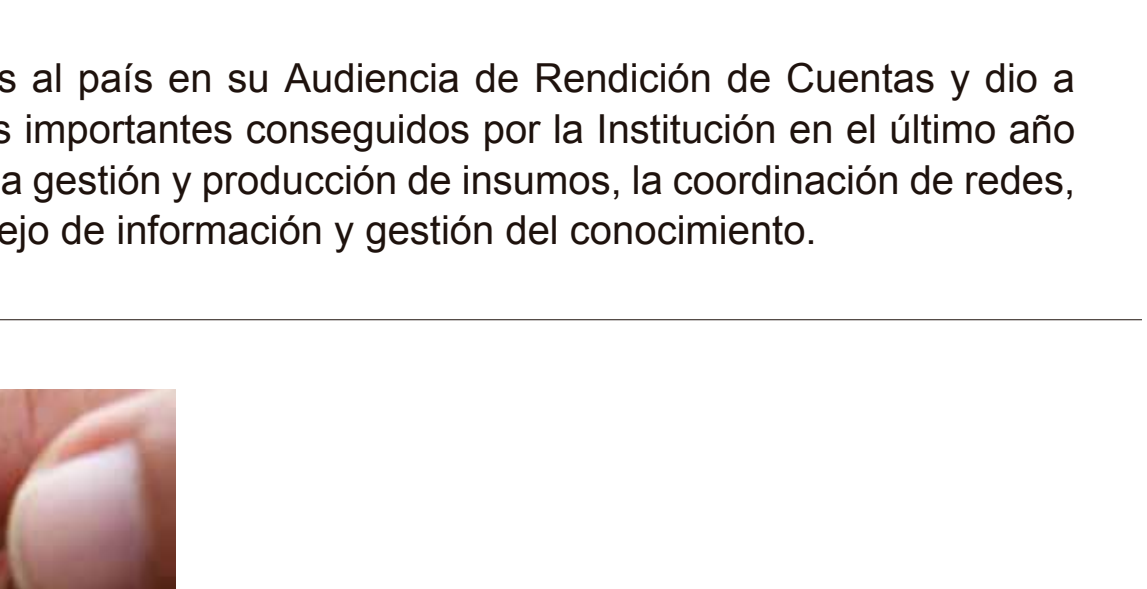 s al país en su Audiencia de Rendición de Cuentas y dio a
s importantes conseguidos por la Institución en el último año
a gestión y producción de insumos, la coordinación de redes,
ejo de información y gestión del conocimiento.